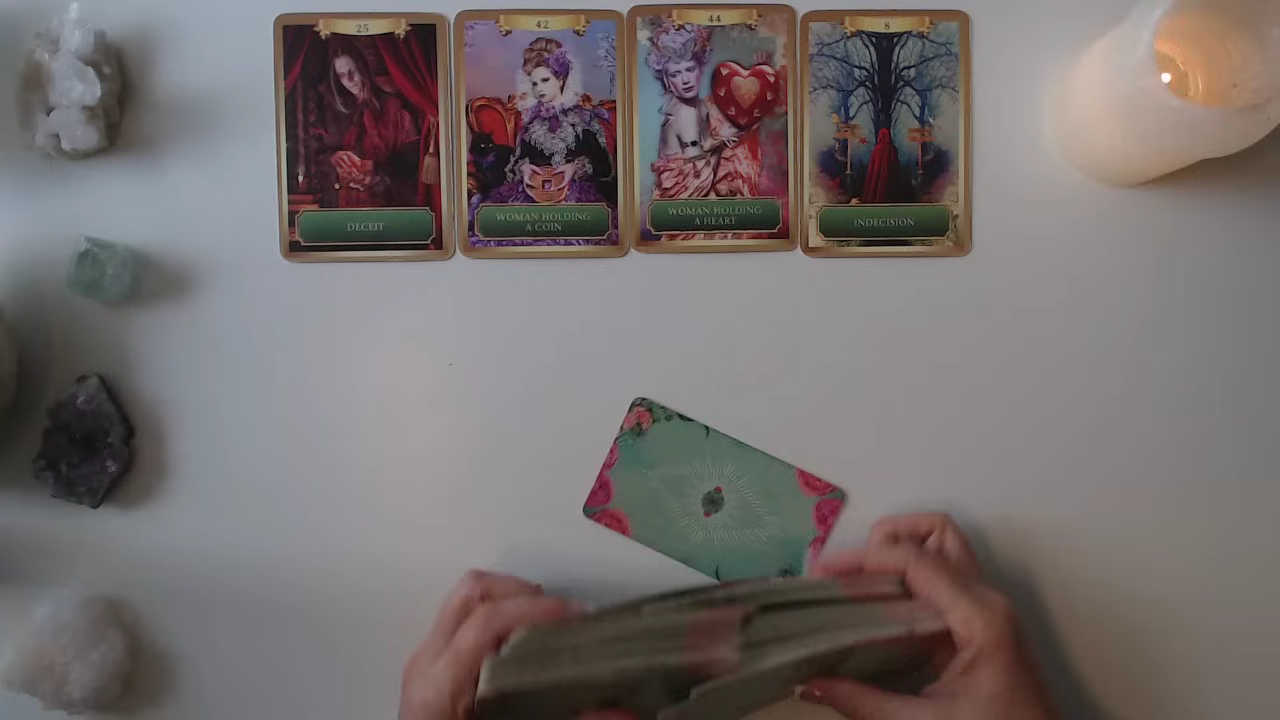 25
DECEIT
42
WOMAN HOLDING
A COIN
44
WOMAN HOLDING
A HEART
8
INDECISION